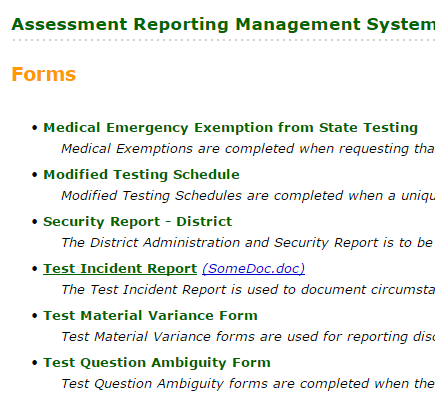 Assessment Reporting Management System
Forms
• Medical Emergency Exemption from State Testing
Medical Exemptions are completed when requesting tha
• Modified Testing Schedule
Modified Testing Schedules are completed when a uniqu
• Security Report - District
The District Administration and Security Report is to be
• Test Incident Report (SomeDoc.doc)
The Test Incident Report is used to document circumsta
• Test Material Variance Form
Test Material Variance forms are used for reporting disc
• Test Question Ambiguity Form
Test Question Ambiguity forms are completed when the